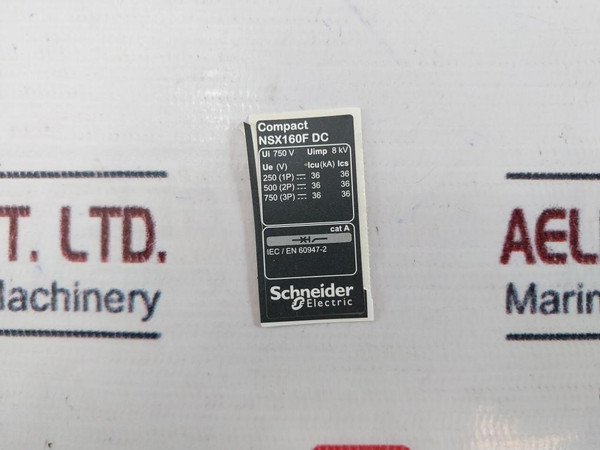 Compact
NSX160F DC
Ui 750 V Uimp 8 kV
Ue (V) Icu(kA) Ics
250 (1P) ⎓ 36 36
500 (2P) ⎓ 36 36
750 (3P) ⎓ 36 36
cat A
IEC / EN 60947-2
Schneider
Electric
T. LTD.
Machinery
AEL
Marin